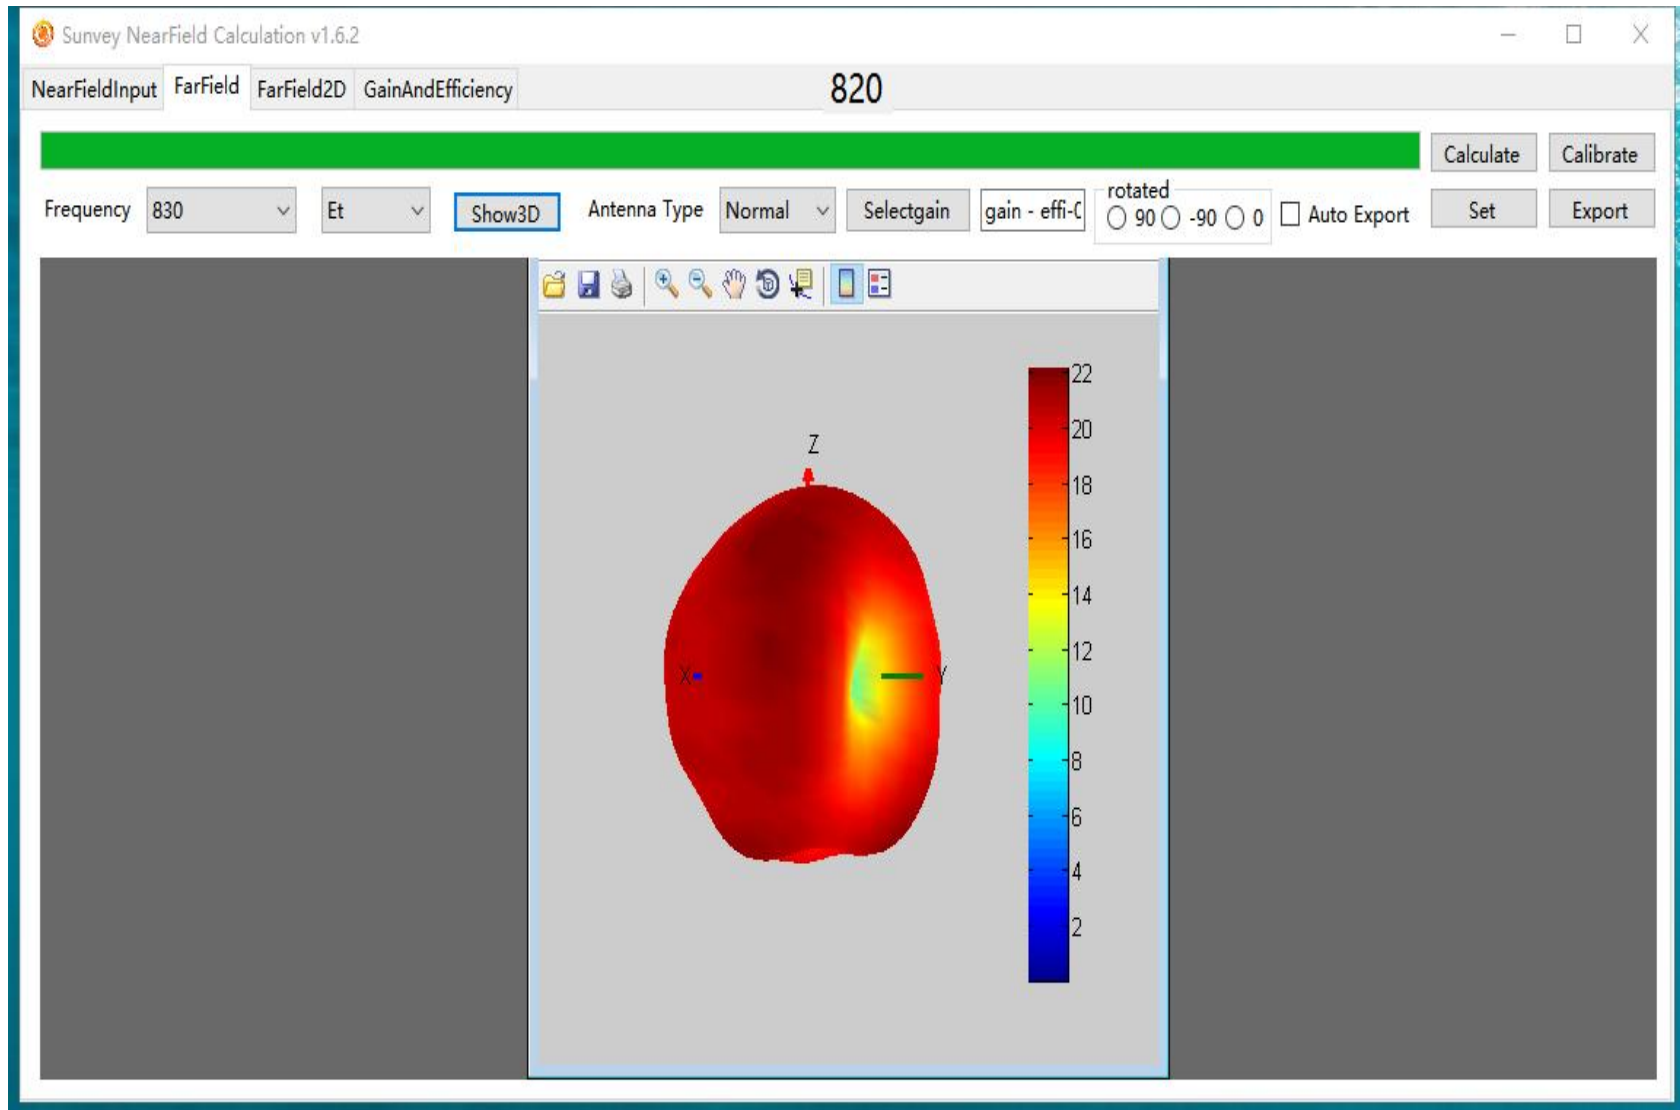 Sunvey NearField Calculation v1.6.2
NearFieldInput FarField FarField2D GainAndEfficiency 820
Calculate Calibrate
Frequency 830 Et Show3D Antenna Type Normal Selectgain gain - effi-C rotated 90 -90 0 Auto Export Set Export
22
20
Z
18
16
14
12
X Y
10
8
6
4
2